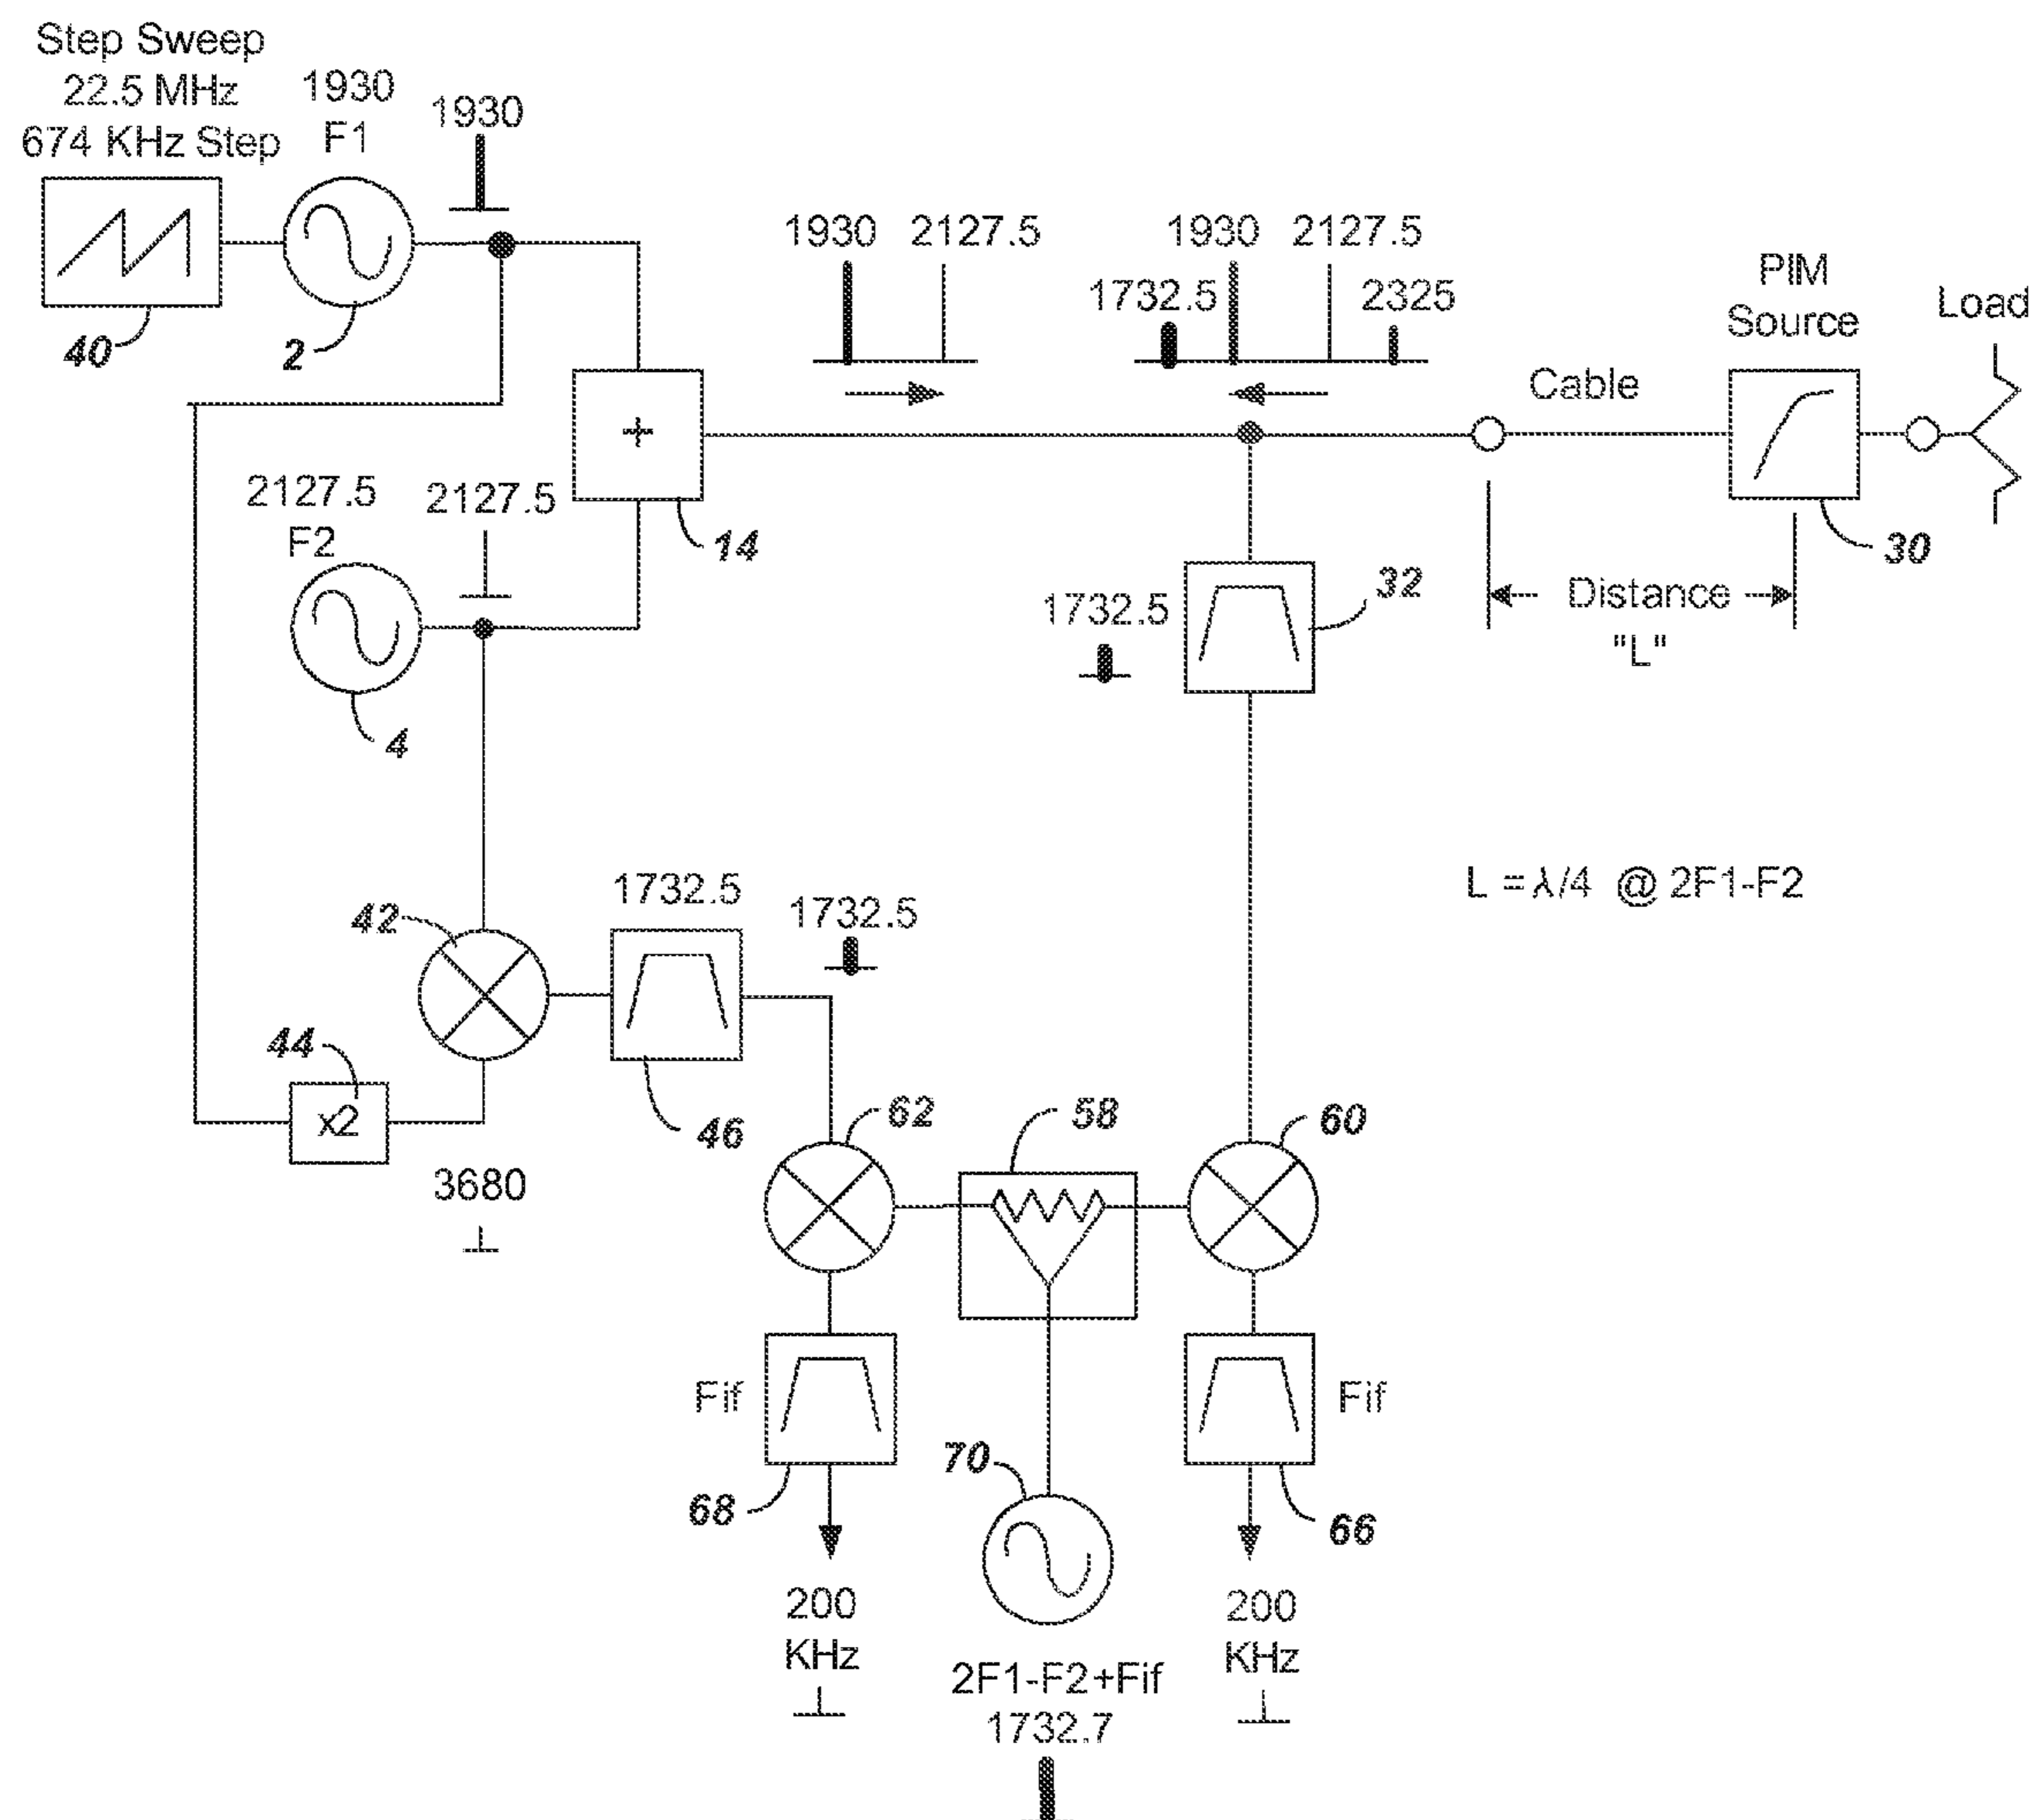 Step Sweep
22.5 MHz
674 KHz Step
1930
F1
1930
40
2
1930
2127.5
1930
2127.5
1732.5
2325
PIM
Source
Load
Cable
+
14
2127.5
F2
2127.5
4
30
32
1732.5
Distance
"L"
L = λ/4 @ 2F1-F2
42
1732.5
1732.5
44
x2
46
3680
62
58
60
Fif
Fif
68
70
66
200
KHz
200
KHz
2F1-F2+Fif
1732.7